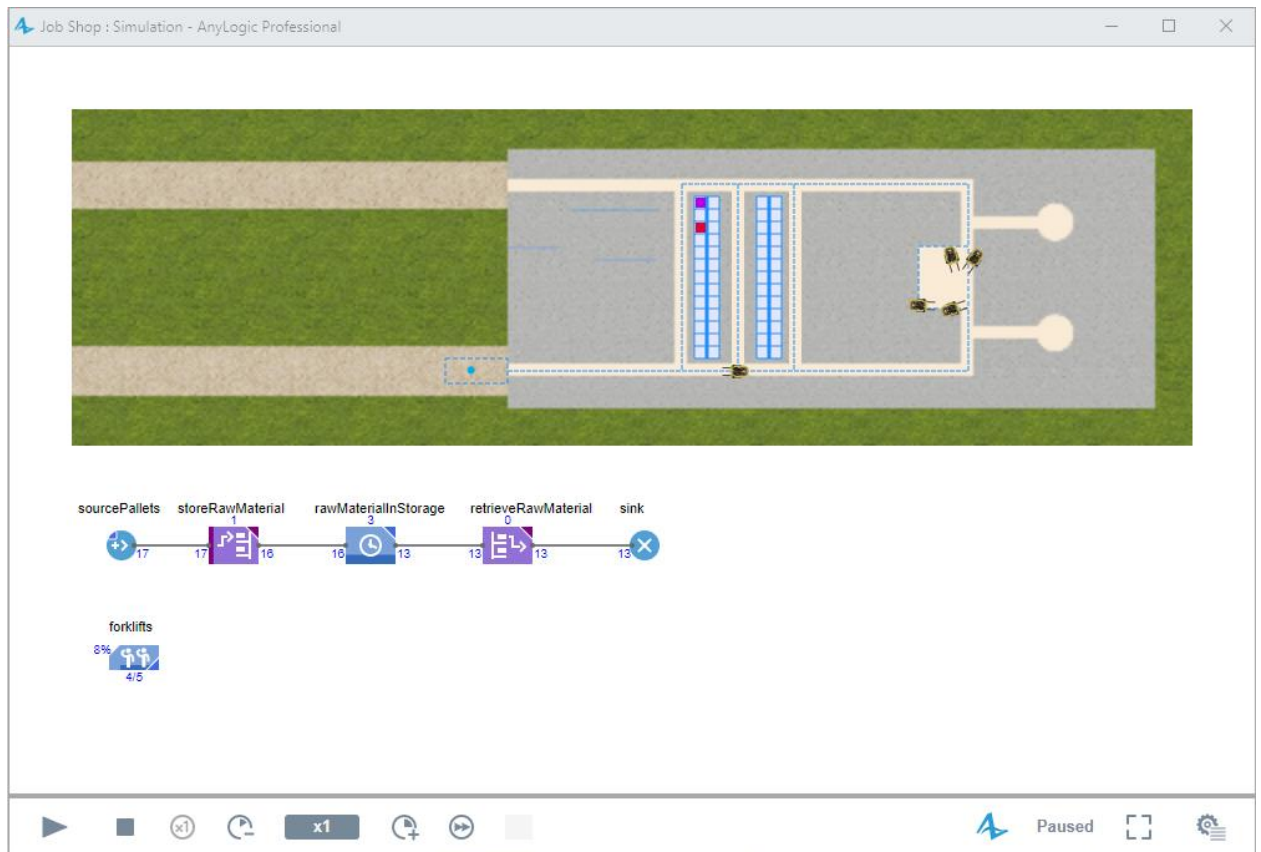 Job Shop : Simulation - AnyLogic Professional
sourcePallets storeRawMaterial rawMaterialInStorage retrieveRawMaterial sink
1 3 0
17 17 16 16 13 13 13 13
forklifts
8%
4/5
x1 x1 Paused